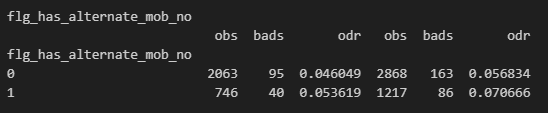 flg_has_alternate_mob_no
obs bads odr obs bads odr
flg_has_alternate_mob_no
0 2063 95 0.046049 2868 163 0.056834
1 746 40 0.053619 1217 86 0.070666